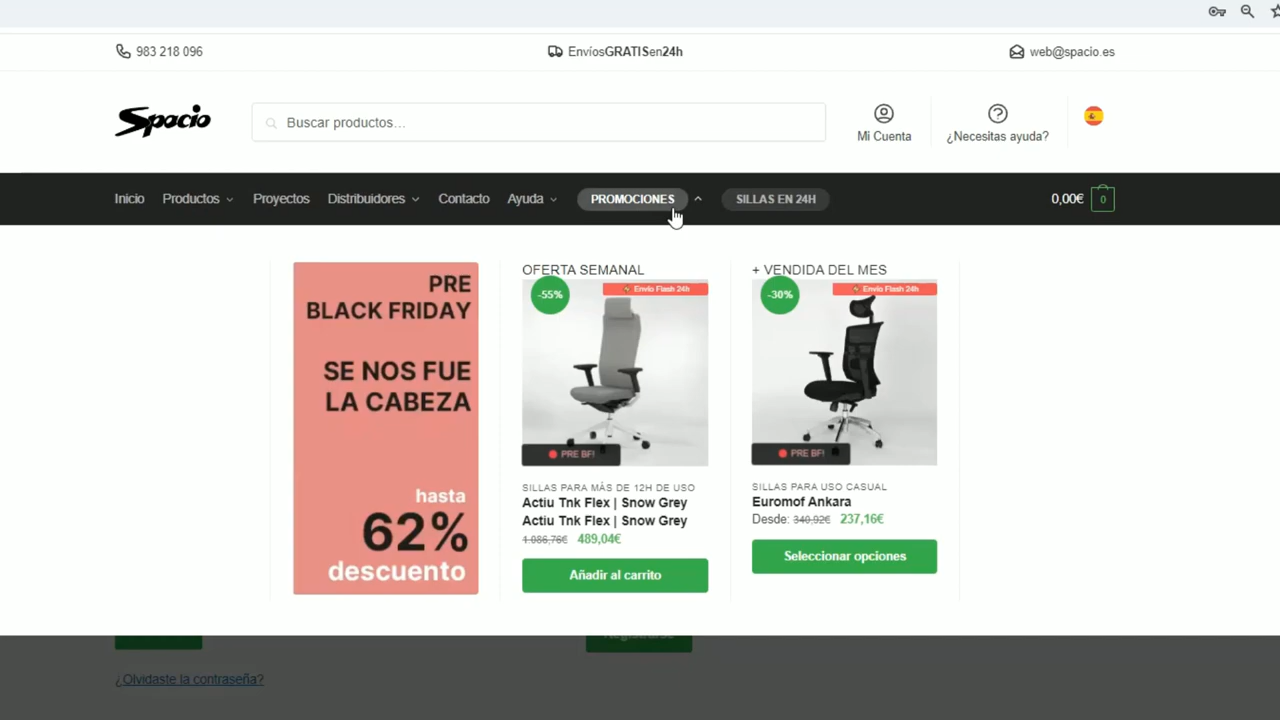 983 218 096
EnvíosGRATISen24h
web@spacio.es
Spacio
Buscar productos...
Mi Cuenta
¿Necesitas ayuda?
Inicio
Productos
Proyectos
Distribuidores
Contacto
Ayuda
PROMOCIONES
SILLAS EN 24H
0,00€
0
PRE
BLACK FRIDAY
SE NOS FUE
LA CABEZA
hasta
62%
descuento
OFERTA SEMANAL
-55%
Envío Flash 24h
PRE BF!
SILLAS PARA MÁS DE 12H DE USO
Actiu Tnk Flex | Snow Grey
Actiu Tnk Flex | Snow Grey
1.086,76€ 489,04€
Añadir al carrito
+ VENDIDA DEL MES
-30%
Envío Flash 24h
PRE BF!
SILLAS PARA USO CASUAL
Euromof Ankara
Desde: 340,92€ 237,16€
Seleccionar opciones
Registrarse
¿Olvidaste la contraseña?